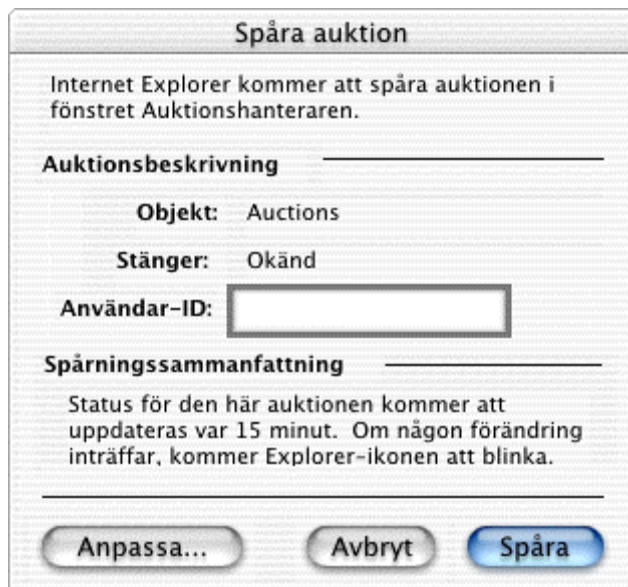 Spåra auktion
Internet Explorer kommer att spåra auktionen i
fönstret Auktionshanteraren.
Auktionsbeskrivning
Objekt: Auctions
Stänger: Okänd
Användar-ID:
Spårningssammanfattning
Status för den här auktionen kommer att
uppdateras var 15 minut. Om någon förändring
inträffar, kommer Explorer-ikonen att blinka.
Anpassa... Avbryt Spåra